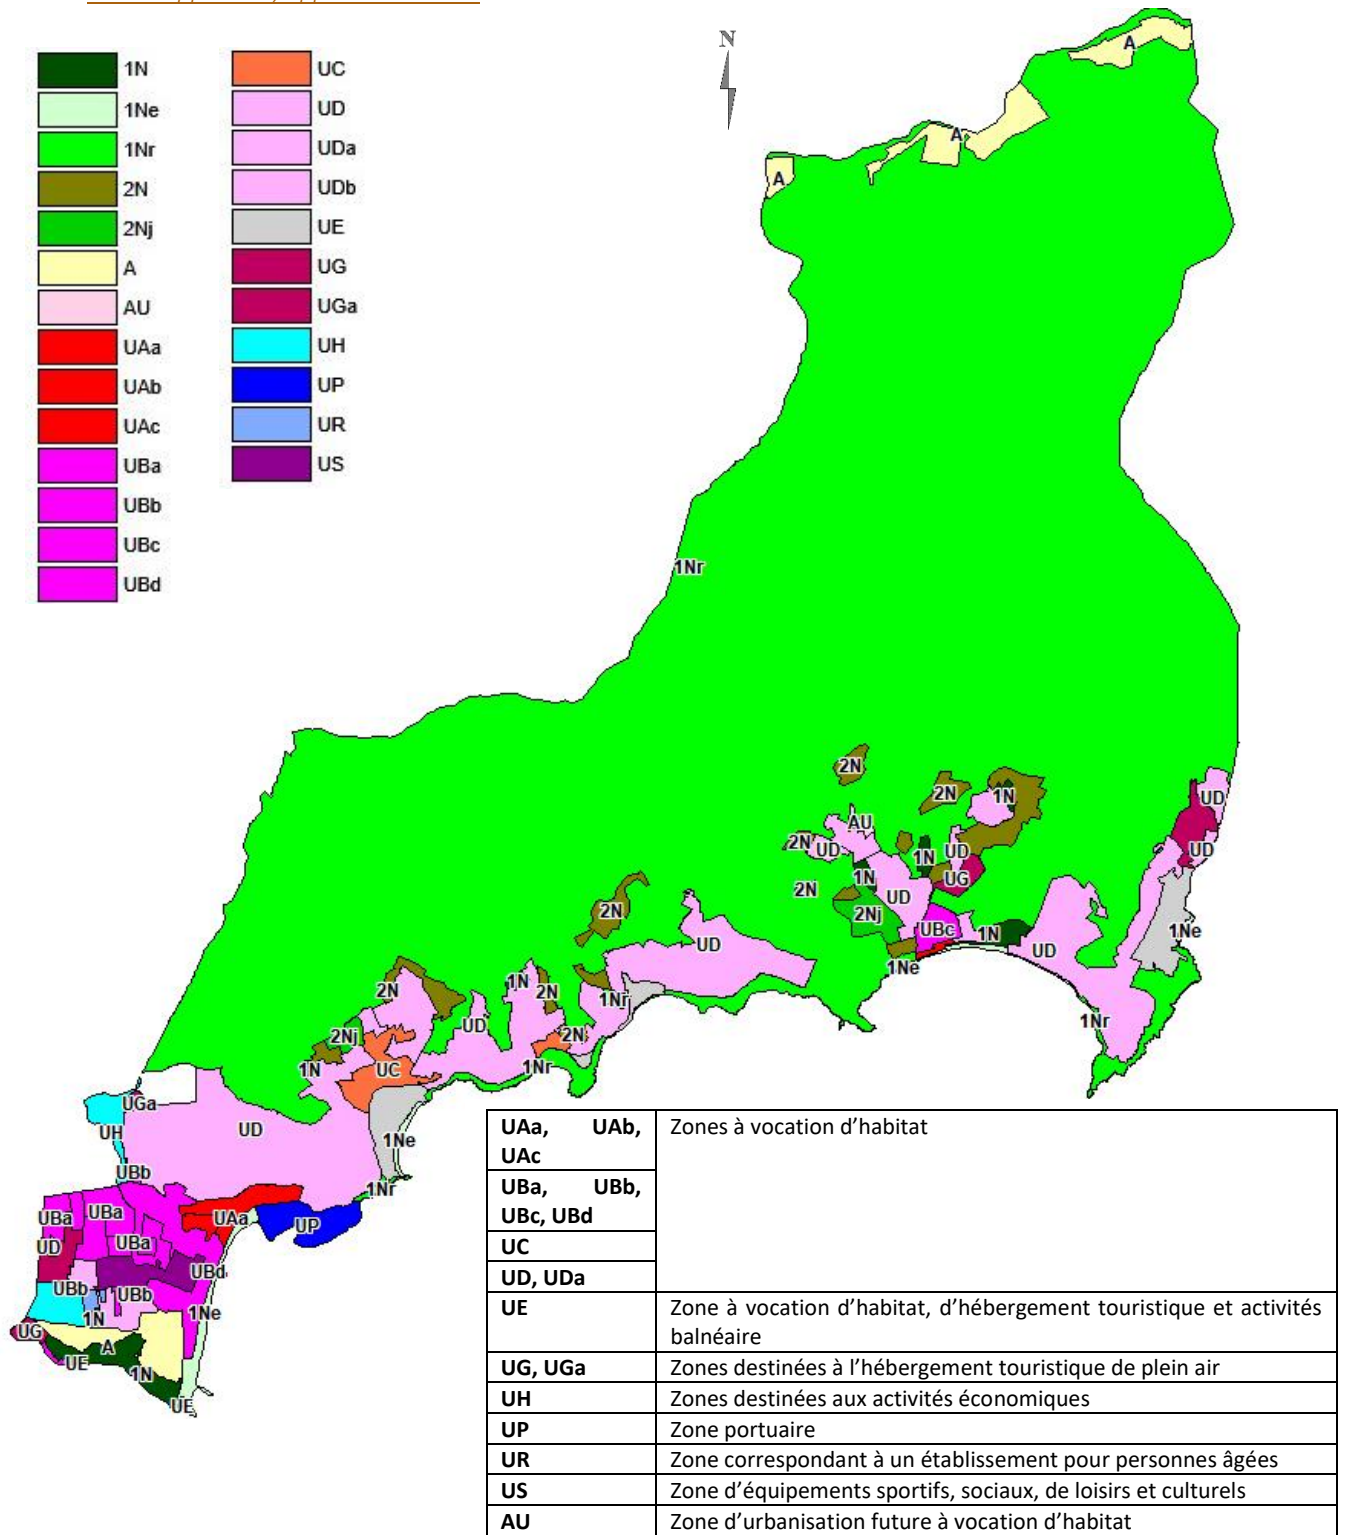 N
1N
1Ne
1Nr
2N
2Nj
A
AU
UAa
UAb
UAc
UBa
UBb
UBc
UBd
UC
UD
UDa
UDb
UE
UG
UGa
UH
UP
UR
US
A
A
A
1Nr
2N
2N
1N
UD
AU
2N
UD
1N
UD
UD
1N
UG
2N
UD
2Nj
2N
UBc
1N
1Ne
UD
UD
1Ne
1Ne
1N
2N
2N
1Nr
UD
2Nj
2N
1Nr
1Nr
1N
UC
UGa
UH
UD
1Ne
UBb
1Nr
UBa
UBa
UAa
UP
UD
UBa
UBd
UBb
UBb
1N
1Ne
UG
A
UE
1N
UE
UAa, UAb,
UAc
Zones à vocation d’habitat
UBa, UBb,
UBc, UBd
UC
UD, UDa
UE
Zone à vocation d’habitat, d’hébergement touristique et activités
balnéaire
UG, UGa
Zones destinées à l’hébergement touristique de plein air
UH
Zones destinées aux activités économiques
UP
Zone portuaire
UR
Zone correspondant à un établissement pour personnes âgées
US
Zone d’équipements sportifs, sociaux, de loisirs et culturels
AU
Zone d’urbanisation future à vocation d’habitat